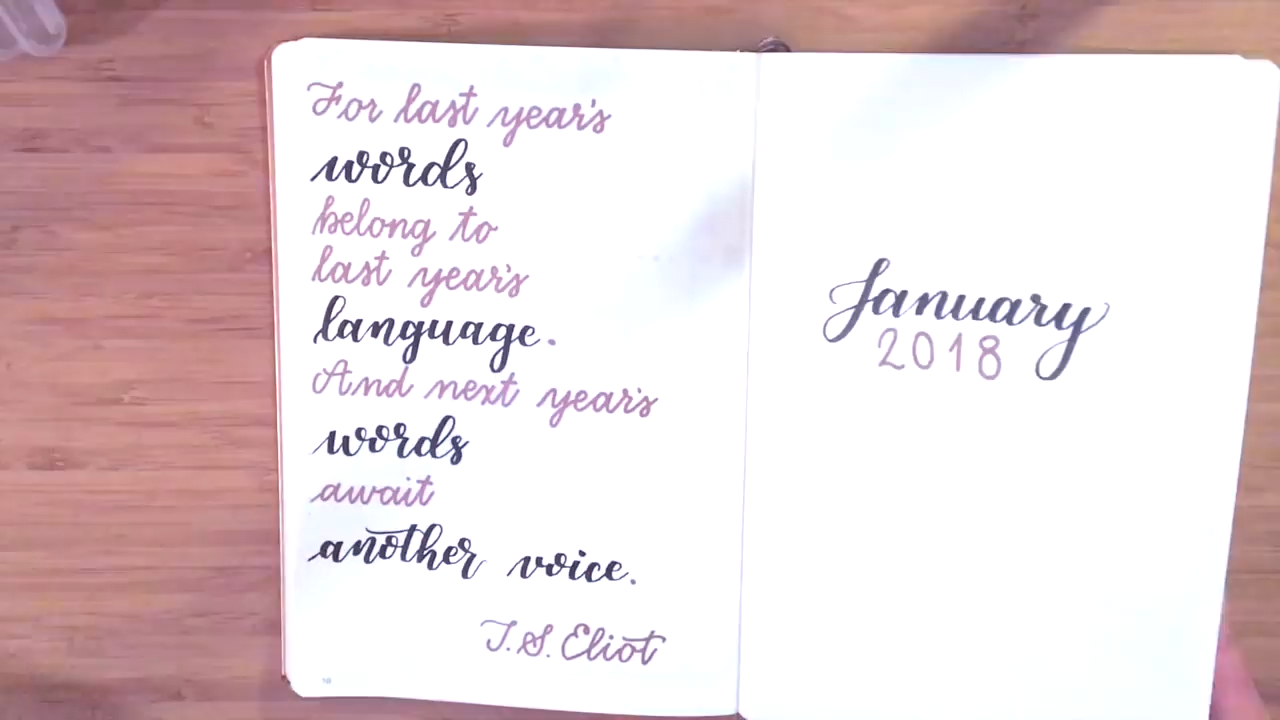 For last year's
words
belong to
last year's
language.
And next year's
words
await
another voice.
T.S. Eliot
January
2018